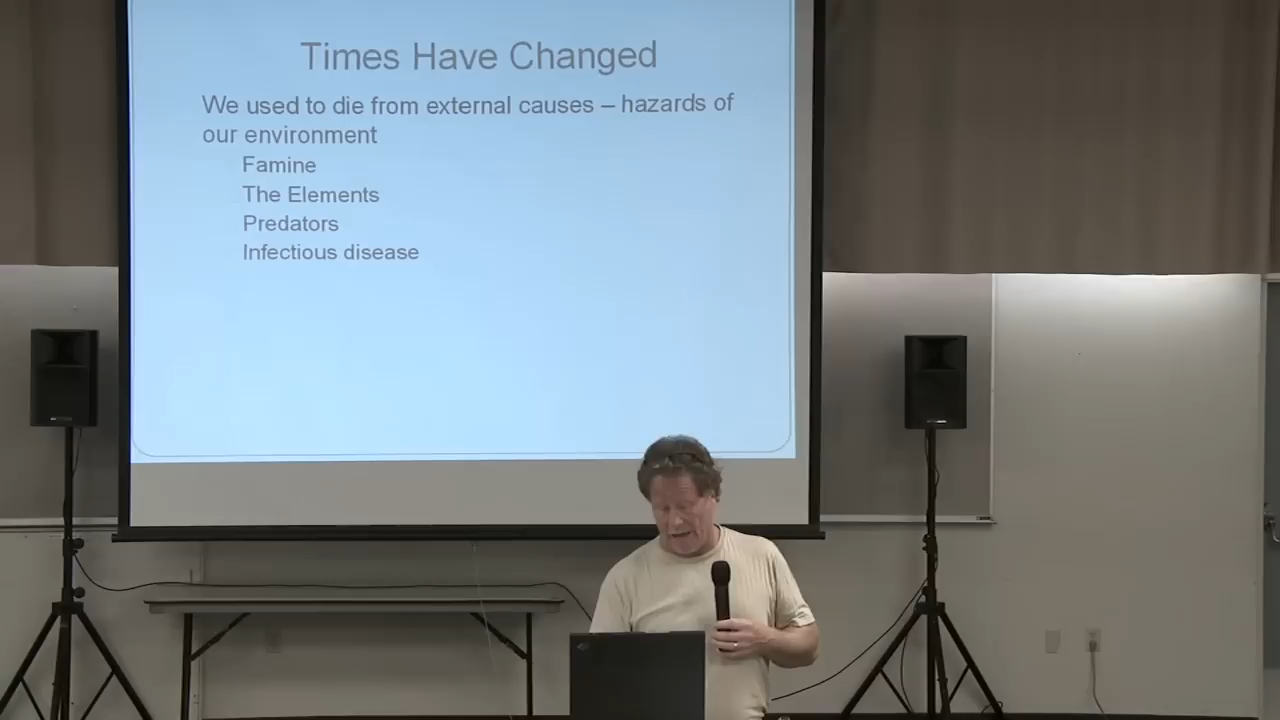 Times Have Changed
We used to die from external causes – hazards of
our environment
Famine
The Elements
Predators
Infectious disease